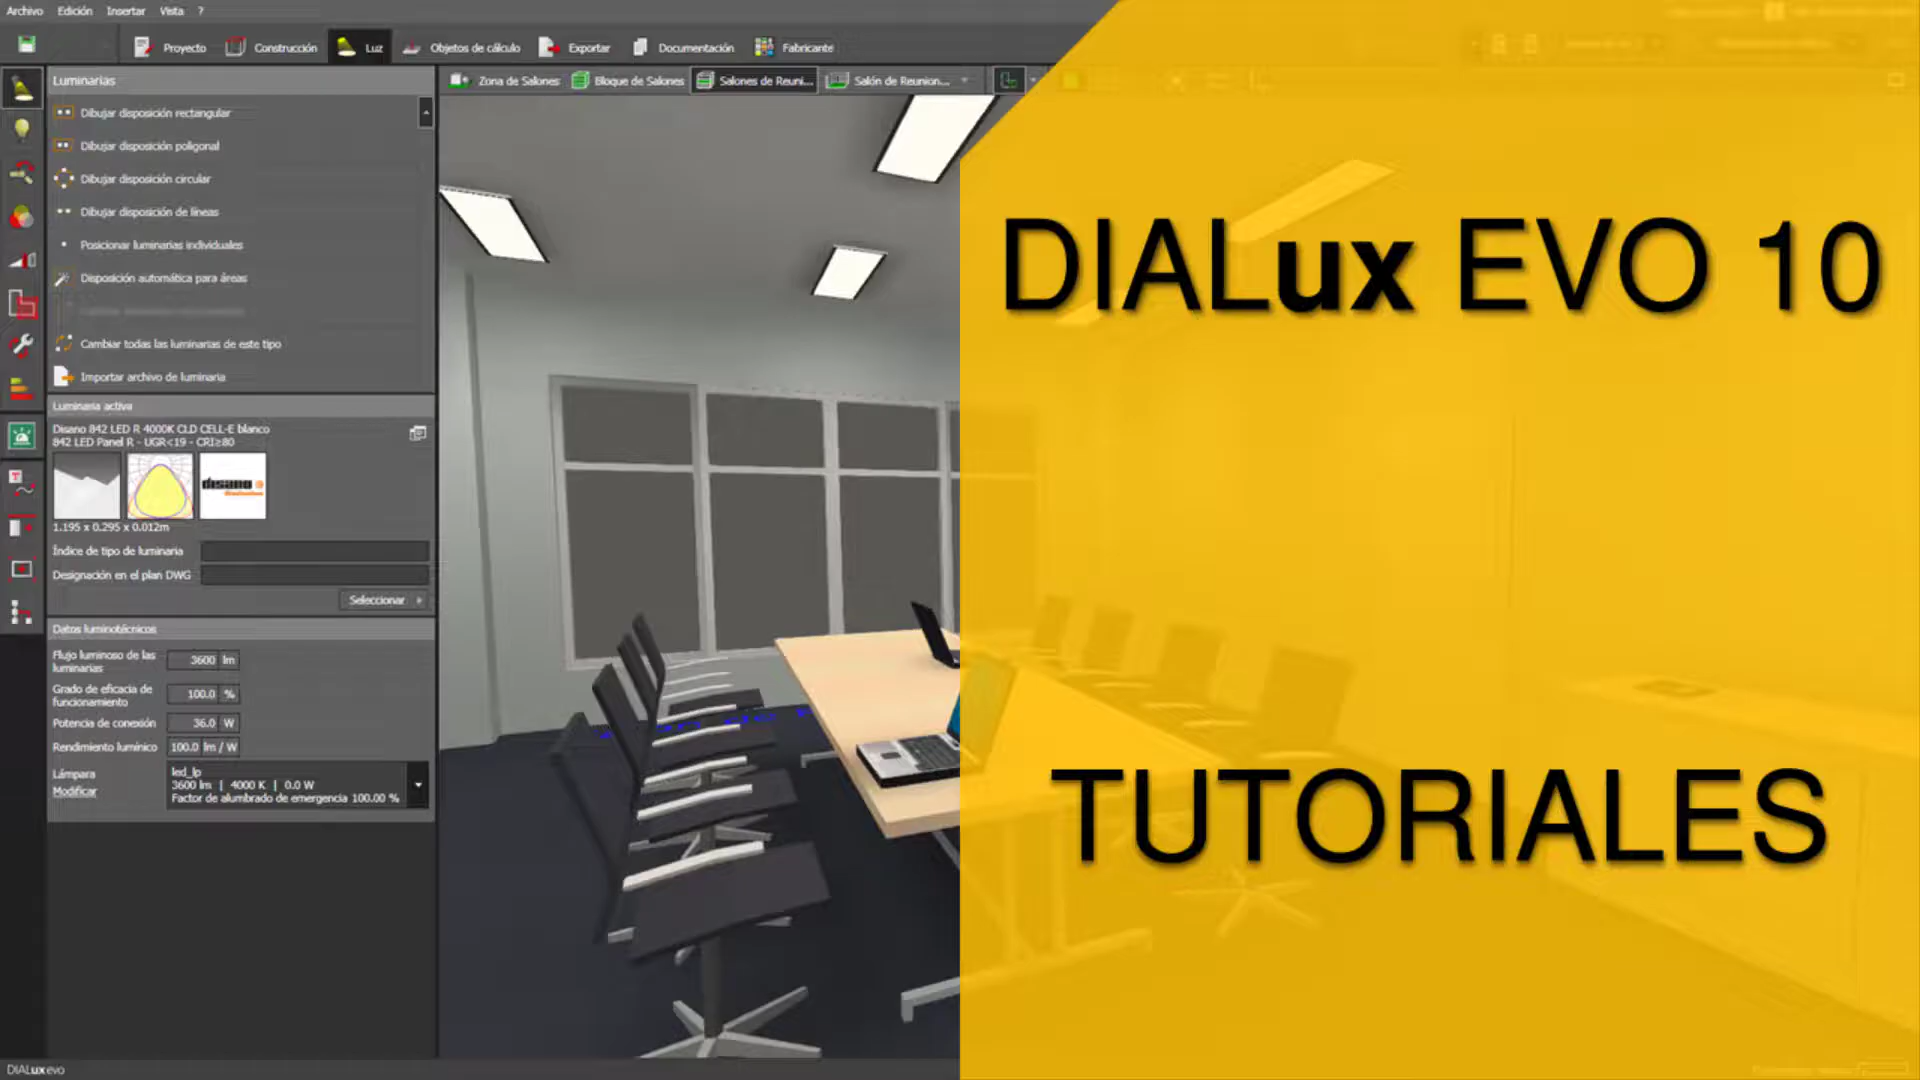 Archivo Edición Insertar Vista ?
Proyecto Construcción Luz Objetos de cálculo Exportar Documentación Fabricante
Luminarias
Zona de Salones Bloque de Salones Salones de Reuni... Salón de Reunion...
Dibujar disposición rectangular
Dibujar disposición poligonal
Dibujar disposición circular
Dibujar disposición de líneas
Posicionar luminarias individuales
Disposición automática para áreas
Cambiar todas las luminarias de este tipo
Importar archivo de luminaria
Luminaria activa
Disano 842 LED R 4000K CLD CELL-E blanco
842 LED Panel R - UGR<19 - CRI≥80
disano
1.195 x 0.295 x 0.012m
Índice de tipo de luminaria
Designación en el plan DWG
Seleccionar
Datos luminotécnicos
Flujo luminoso de las
luminarias
3600 lm
Grado de eficacia de
funcionamiento
100.0 %
Potencia de conexión 36.0 W
Rendimiento lumínico 100.0 lm / W
Lámpara
Modificar
led_lp
3600 lm | 4000 K | 0.0 W
Factor de alumbrado de emergencia 100.00 %
DIALux evo
DIALux EVO 10
TUTORIALES